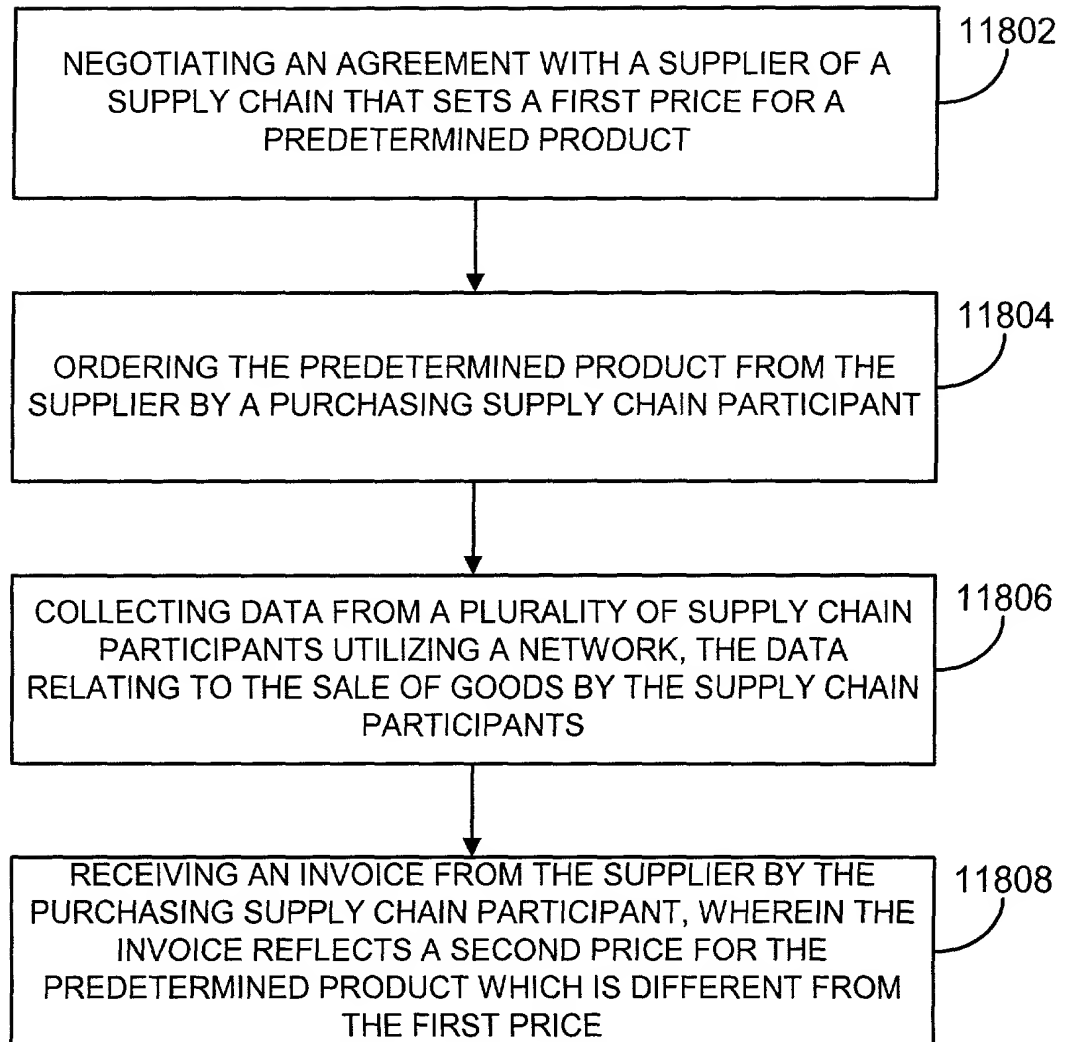 11802
NEGOTIATING AN AGREEMENT WITH A SUPPLIER OF A
SUPPLY CHAIN THAT SETS A FIRST PRICE FOR A
PREDETERMINED PRODUCT
11804
ORDERING THE PREDETERMINED PRODUCT FROM THE
SUPPLIER BY A PURCHASING SUPPLY CHAIN PARTICIPANT
11806
COLLECTING DATA FROM A PLURALITY OF SUPPLY CHAIN
PARTICIPANTS UTILIZING A NETWORK, THE DATA
RELATING TO THE SALE OF GOODS BY THE SUPPLY CHAIN
PARTICIPANTS
11808
RECEIVING AN INVOICE FROM THE SUPPLIER BY THE
PURCHASING SUPPLY CHAIN PARTICIPANT, WHEREIN THE
INVOICE REFLECTS A SECOND PRICE FOR THE
PREDETERMINED PRODUCT WHICH IS DIFFERENT FROM
THE FIRST PRICE